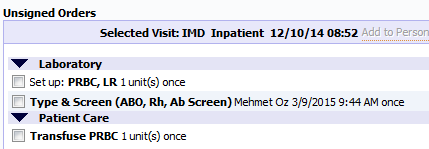 Unsigned Orders
Selected Visit: IMD Inpatient 12/10/14 08:52 Add to Person
Laboratory
Set up: PRBC, LR 1 unit(s) once
Type & Screen (ABO, Rh, Ab Screen) Mehmet Oz 3/9/2015 9:44 AM once
Patient Care
Transfuse PRBC 1 unit(s) once